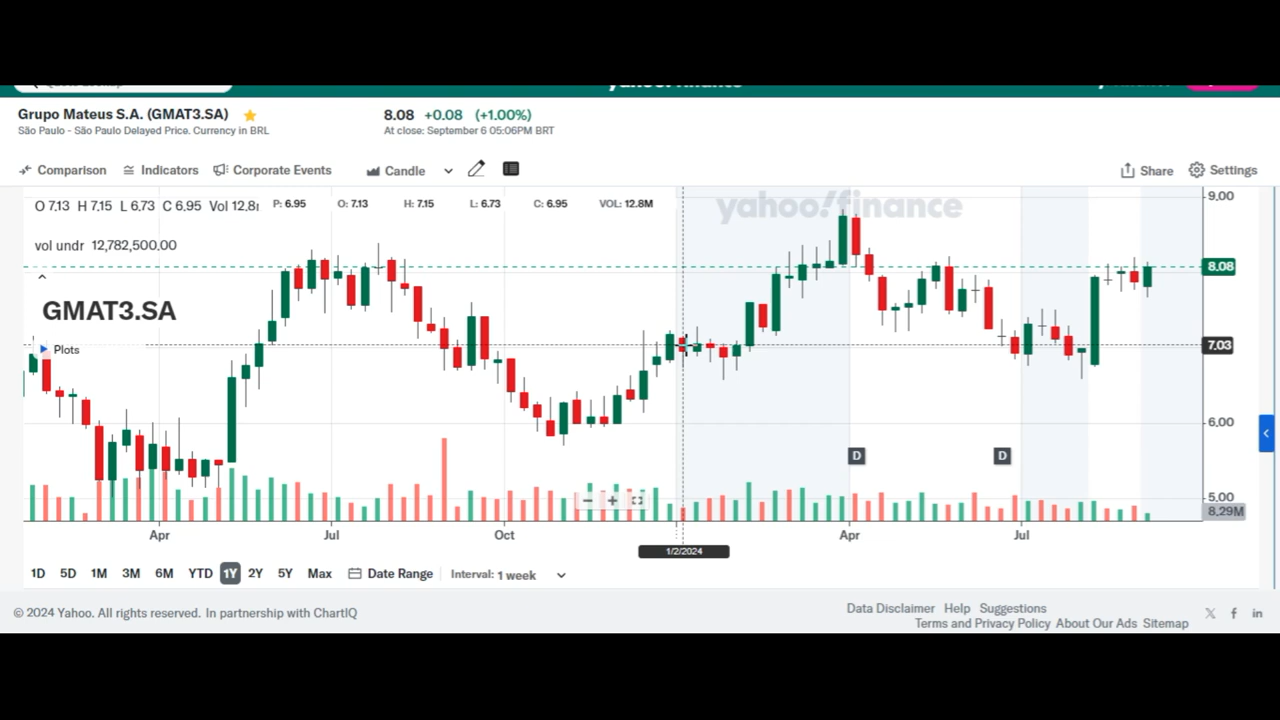 Grupo Mateus S.A. (GMAT3.SA)
São Paulo - São Paulo Delayed Price. Currency in BRL
8.08 +0.08 (+1.00%)
At close: September 6 05:06PM BRT
Comparison Indicators Corporate Events Candle Share Settings
O 7.13 H 7.15 L 6.73 C 6.95 Vol 12.8
P: 6.95 O: 7.13 H: 7.15 L: 6.73 C: 6.95 VOL: 12.8M
yahoo!finance
9.00
vol undr 12,782,500.00
8.08
GMAT3.SA
Plots
7.03
6.00
D D
5.00
8.29M
Apr Jul Oct Apr Jul
1/2/2024
1D 5D 1M 3M 6M YTD 1Y 2Y 5Y Max Date Range Interval: 1 week
© 2024 Yahoo. All rights reserved. In partnership with ChartIQ
Data Disclaimer Help Suggestions
Terms and Privacy Policy About Our Ads Sitemap